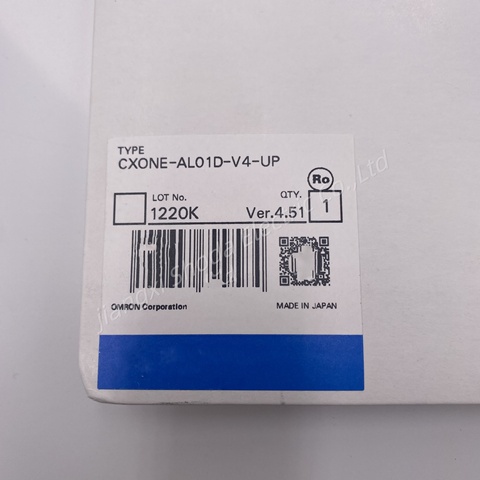 TYPE
CXONE-AL01D-V4-UP
Ro
LOT No. QTY.
1220K Ver.4.51 1
OMRON Corporation MADE IN JAPAN